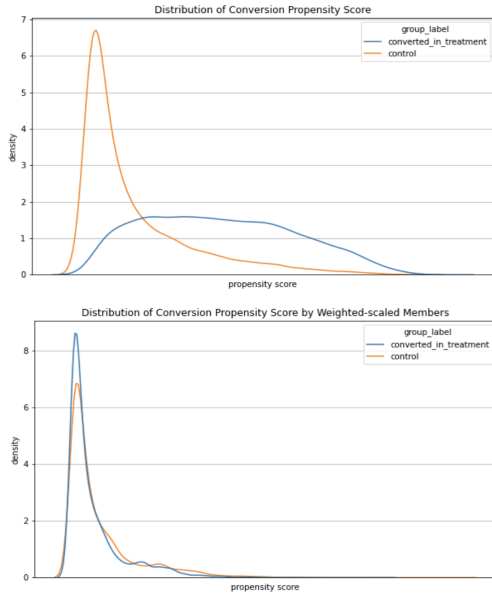 Distribution of Conversion Propensity Score
group_label
converted_in_treatment
control
7
6
5
4
3
2
1
0
density
propensity score
Distribution of Conversion Propensity Score by Weighted-scaled Members
group_label
converted_in_treatment
control
8
6
4
2
0
density
propensity score